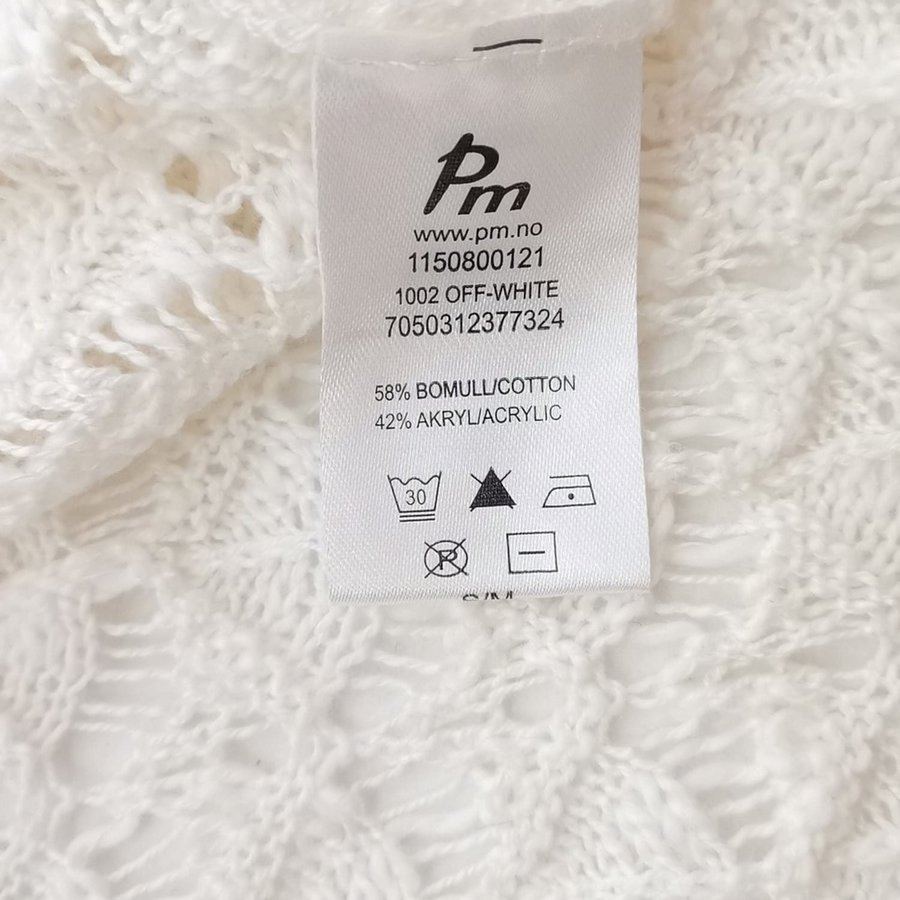 Pm
www.pm.no
1150800121
1002 OFF-WHITE
7050312377324
58% BOMULL/COTTON
42% AKRYL/ACRYLIC
30
P